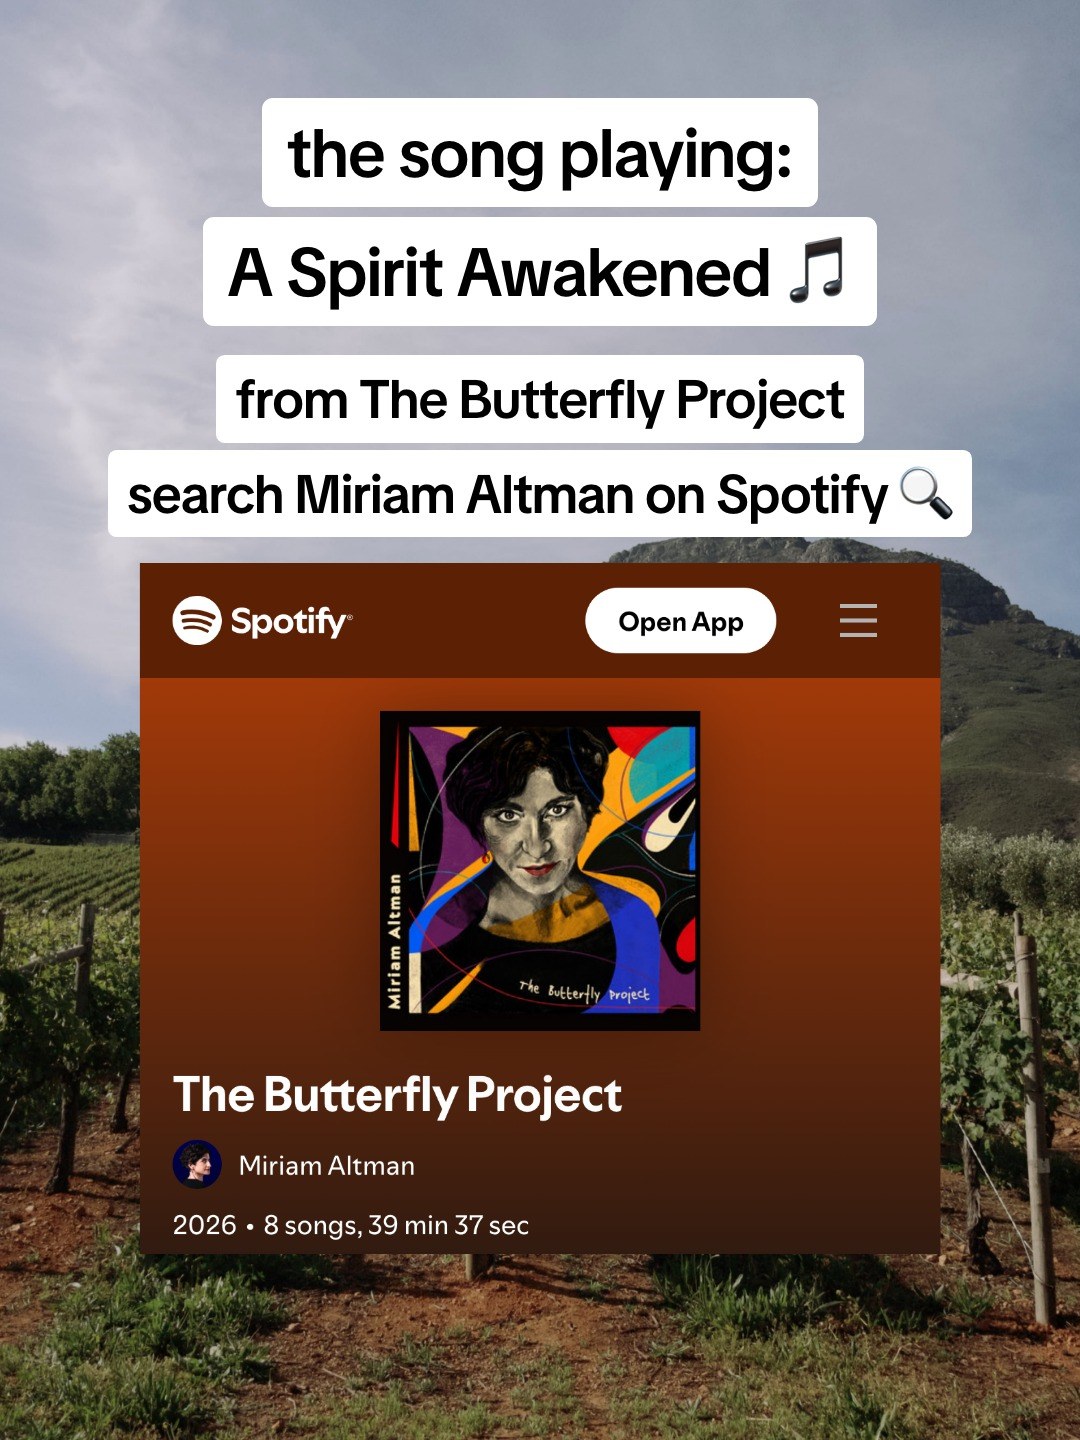 the song playing:
A Spirit Awakened 🎵
from The Butterfly Project
search Miriam Altman on Spotify 🔍
Spotify®
Open App
Miriam Altman
The Butterfly Project
The Butterfly Project
Miriam Altman
2026 • 8 songs, 39 min 37 sec